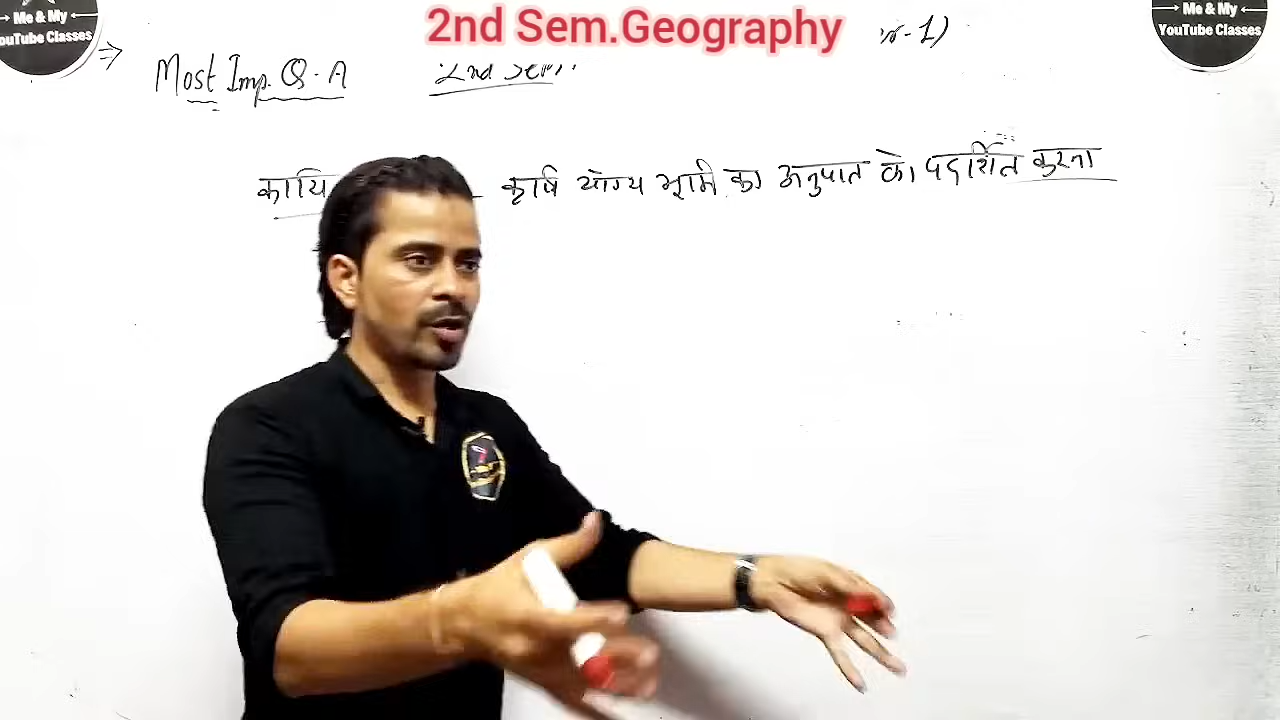 Me & My
YouTube Classes
2nd Sem.Geography
Me & My
YouTube Classes
⇒ Most Imp. Q-A 2nd Sem.
कृषि योग्य भूमि का अनुपात को प्रदर्शित करना